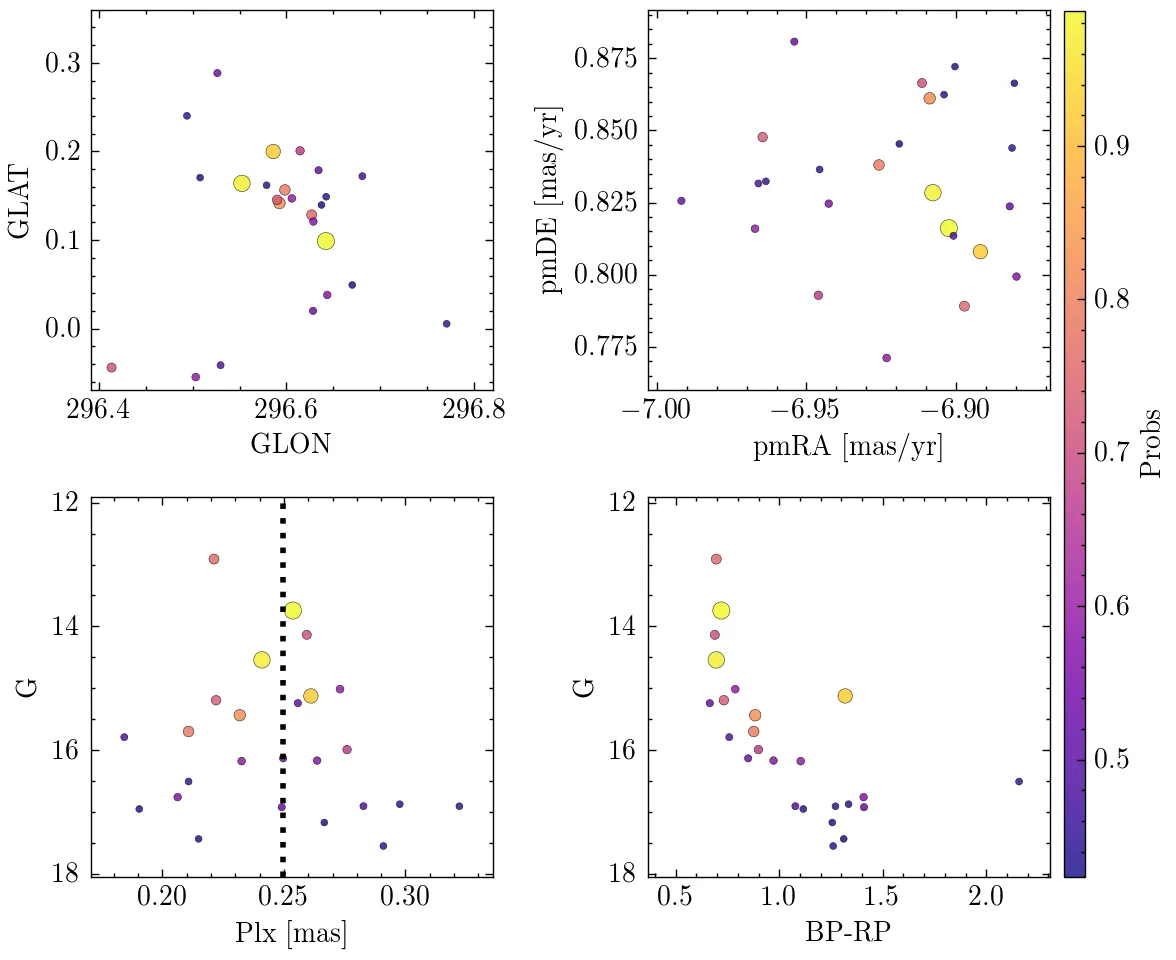 0.3
0.2
0.1
0.0
GLAT
296.4 296.6 296.8
GLON
0.875
0.850
0.825
0.800
0.775
pmDE [mas/yr]
−7.00 −6.95 −6.90
pmRA [mas/yr]
12
14
16
18
G
0.20 0.25 0.30
Plx [mas]
12
14
16
18
G
0.5 1.0 1.5 2.0
BP-RP
0.9
0.8
0.7
0.6
0.5
Probs